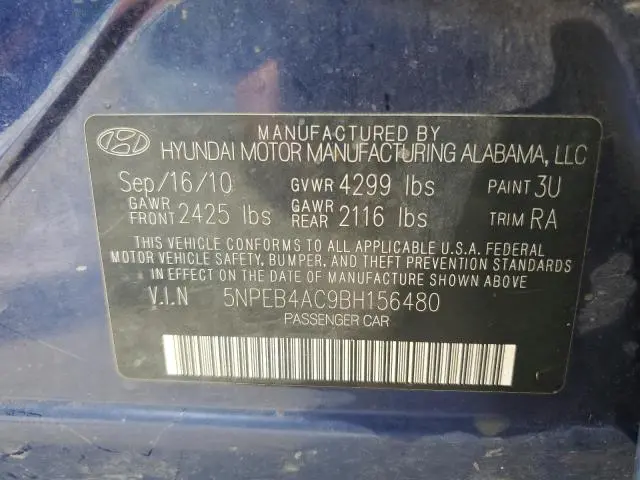 MANUFACTURED BY
HYUNDAI MOTOR MANUFACTURING ALABAMA, LLC
Sep/16/10 GVWR 4299 lbs PAINT 3U
GAWR FRONT 2425 lbs GAWR REAR 2116 lbs TRIM RA
THIS VEHICLE CONFORMS TO ALL APPLICABLE U.S.A. FEDERAL
MOTOR VEHICLE SAFETY, BUMPER, AND THEFT PREVENTION STANDARDS
IN EFFECT ON THE DATE OF MANUFACTURE SHOWN ABOVE.
V.I.N 5NPEB4AC9BH156480
PASSENGER CAR